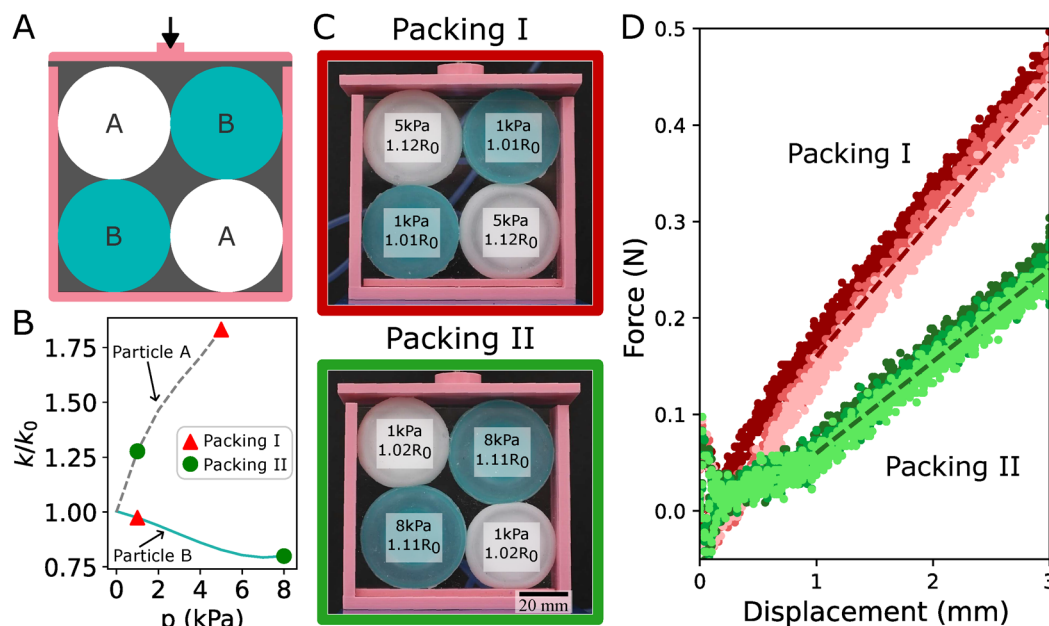 A
A
B
B
A
B
k/k0
1.75
1.50
1.25
1.00
0.75
Particle A
Particle B
Packing I
Packing II
0
2
4
6
8
p (kPa)
C
Packing I
5kPa
1.12R0
1kPa
1.01R0
1kPa
1.01R0
5kPa
1.12R0
Packing II
1kPa
1.02R0
8kPa
1.11R0
8kPa
1.11R0
1kPa
1.02R0
20 mm
D
Force (N)
0.5
0.4
0.3
0.2
0.1
0.0
Packing I
Packing II
0
1
2
3
Displacement (mm)